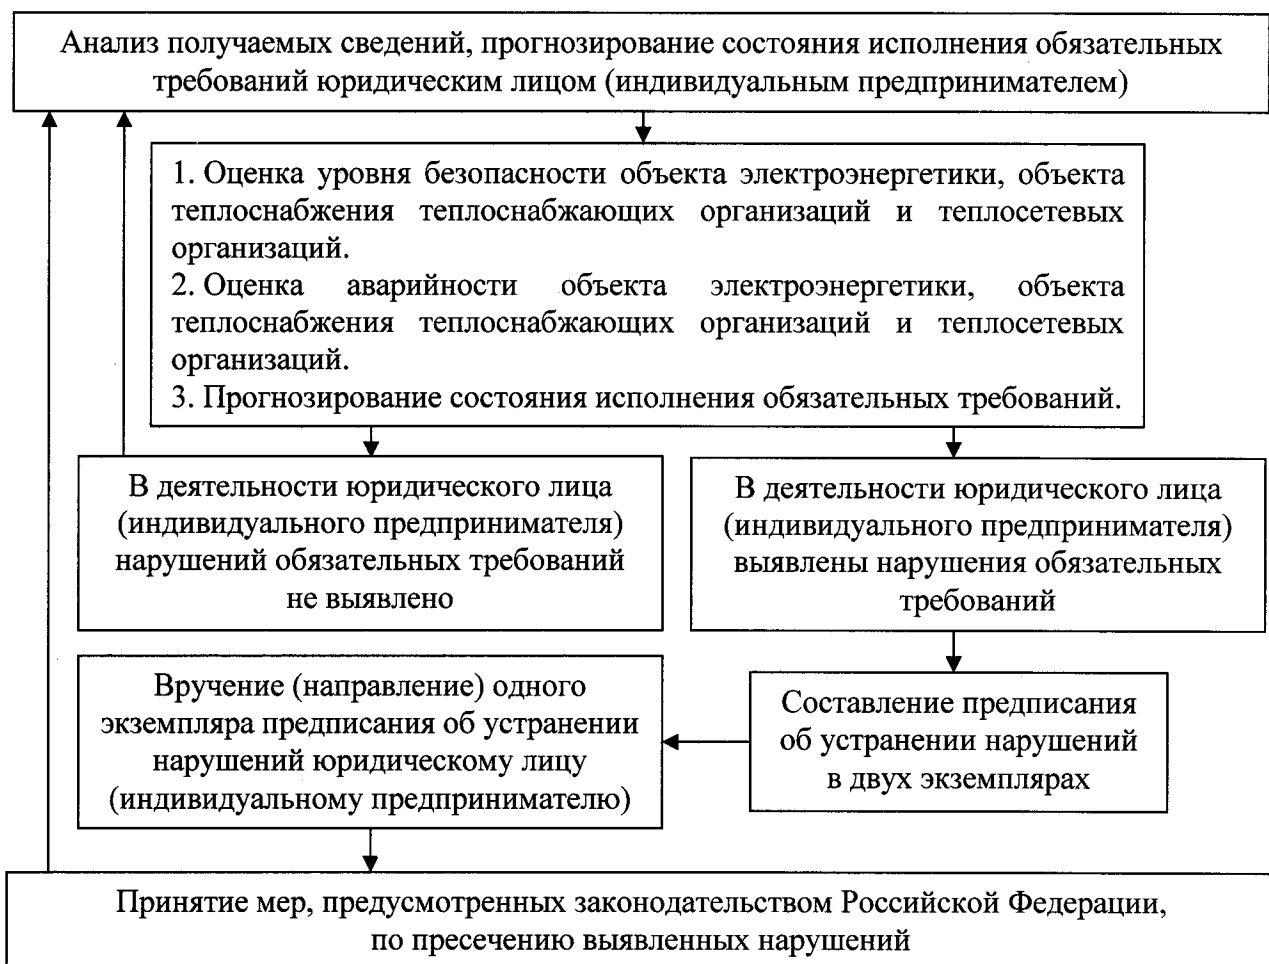 Анализ получаемых сведений, прогнозирование состояния исполнения обязательных
требований юридическим лицом (индивидуальным предпринимателем)
1. Оценка уровня безопасности объекта электроэнергетики, объекта
теплоснабжения теплоснабжающих организаций и теплосетевых
организаций.
2. Оценка аварийности объекта электроэнергетики, объекта
теплоснабжения теплоснабжающих организаций и теплосетевых
организаций.
3. Прогнозирование состояния исполнения обязательных требований.
В деятельности юридического лица
(индивидуального предпринимателя)
нарушений обязательных требований
не выявлено
В деятельности юридического лица
(индивидуального предпринимателя)
выявлены нарушения обязательных
требований
Вручение (направление) одного
экземпляра предписания об устранении
нарушений юридическому лицу
(индивидуальному предпринимателю)
Составление предписания
об устранении нарушений
в двух экземплярах
Принятие мер, предусмотренных законодательством Российской Федерации,
по пресечению выявленных нарушений